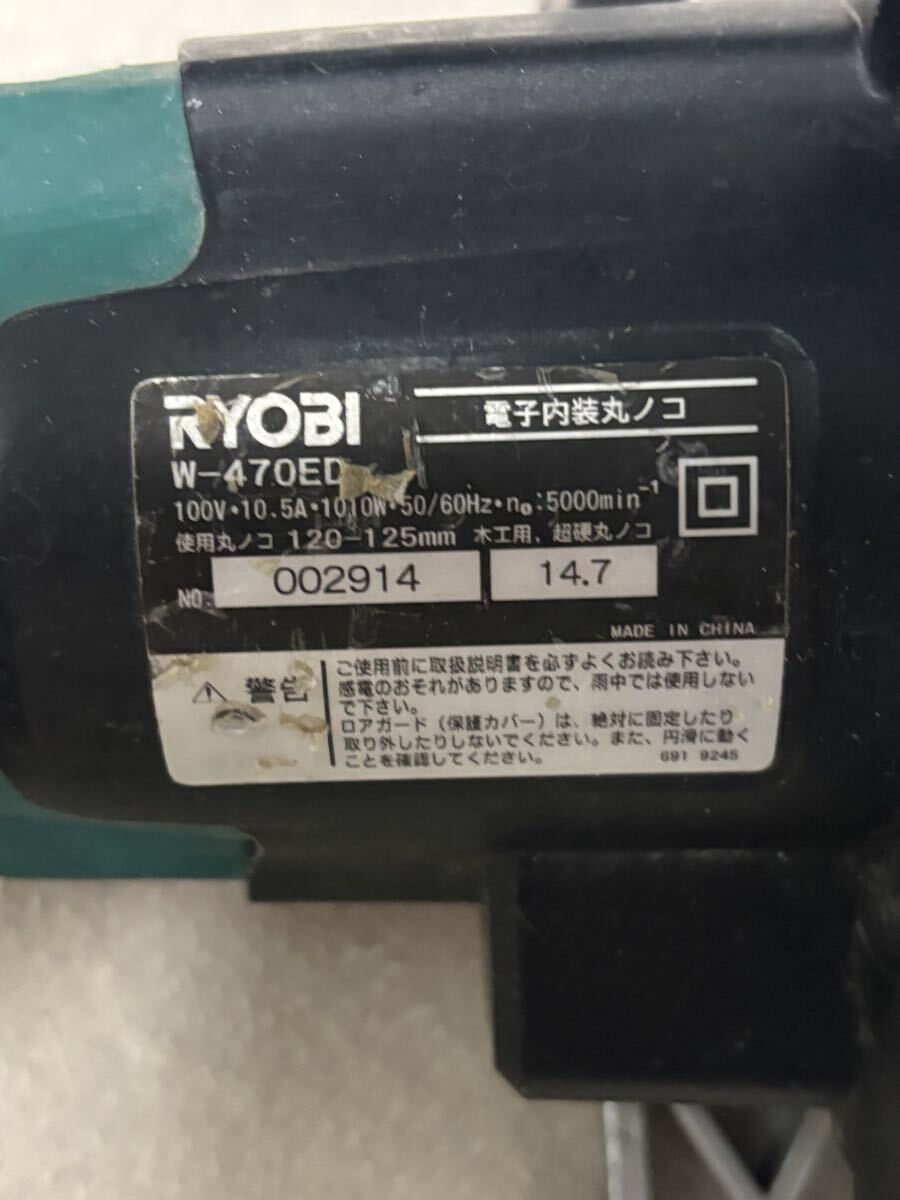 RYOBI
電子内装丸ノコ
W-470ED
100V・10.5A・1010W・50/60Hz・n₀:5000min⁻¹
使用丸ノコ 120-125mm 木工用、超硬丸ノコ
NO. 002914 14.7
MADE IN CHINA
⚠ 警告
ご使用前に取扱説明書を必ずよくお読み下さい。
感電のおそれがありますので、雨中では使用しない
で下さい。
ロアガード（保護カバー）は、絶対に固定したり
取り外したりしないでください。また、円滑に動く
ことを確認してください。
691 9245